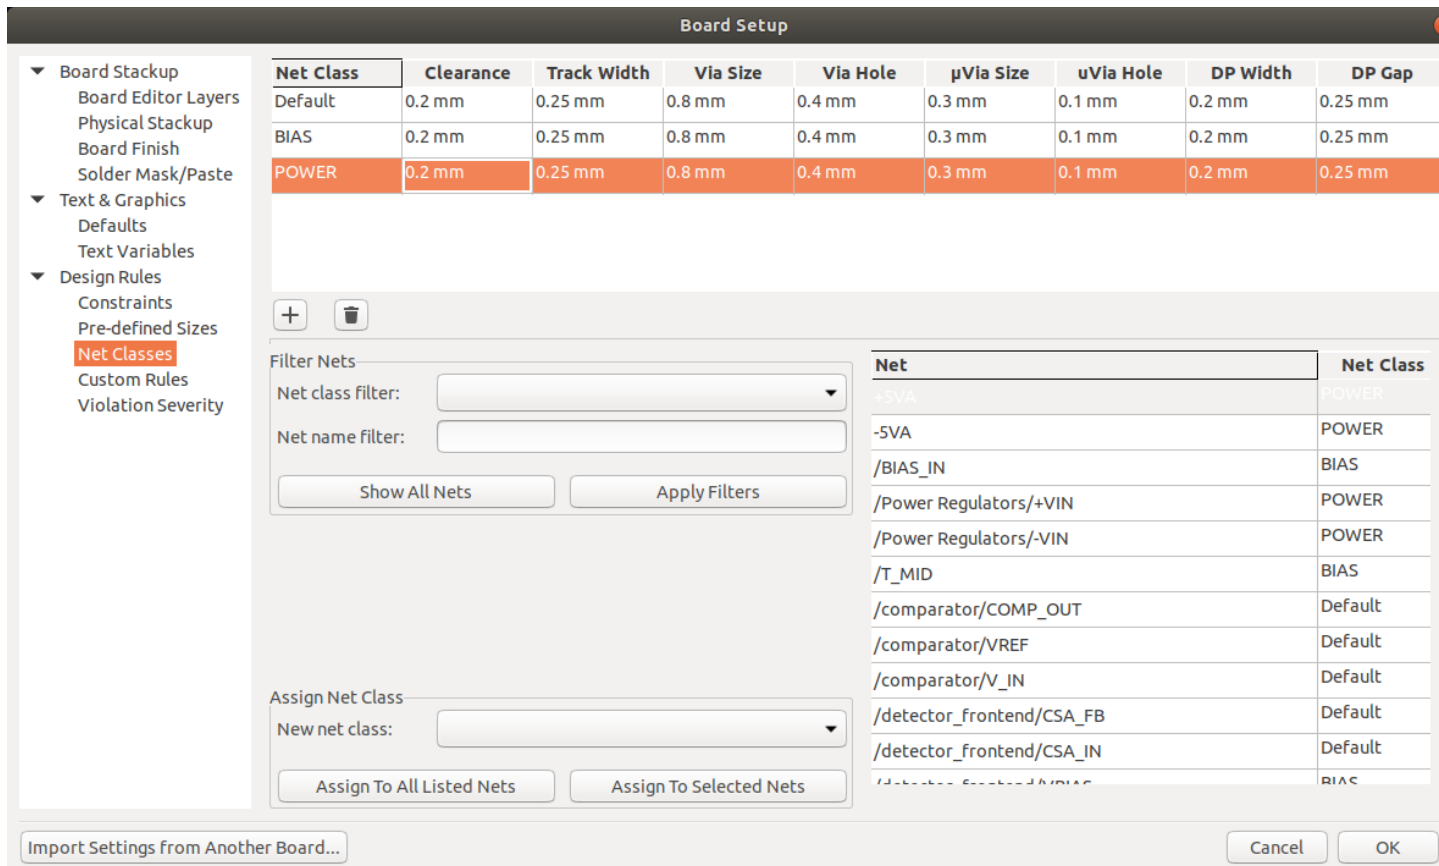 Board Setup
Board Stackup
Board Editor Layers
Physical Stackup
Board Finish
Solder Mask/Paste
Text & Graphics
Defaults
Text Variables
Design Rules
Constraints
Pre-defined Sizes
Net Classes
Custom Rules
Violation Severity
Net Class Clearance Track Width Via Size Via Hole µVia Size uVia Hole DP Width DP Gap
Default 0.2 mm 0.25 mm 0.8 mm 0.4 mm 0.3 mm 0.1 mm 0.2 mm 0.25 mm
BIAS 0.2 mm 0.25 mm 0.8 mm 0.4 mm 0.3 mm 0.1 mm 0.2 mm 0.25 mm
POWER 0.2 mm 0.25 mm 0.8 mm 0.4 mm 0.3 mm 0.1 mm 0.2 mm 0.25 mm
Filter Nets
Net class filter:
Net name filter:
Show All Nets Apply Filters
Assign Net Class
New net class:
Assign To All Listed Nets Assign To Selected Nets
Net Net Class
+5VA POWER
-5VA POWER
/BIAS_IN BIAS
/Power Regulators/+VIN POWER
/Power Regulators/-VIN POWER
/T_MID BIAS
/comparator/COMP_OUT Default
/comparator/VREF Default
/comparator/V_IN Default
/detector_frontend/CSA_FB Default
/detector_frontend/CSA_IN Default
/detector_frontend/VBIAS BIAS
Import Settings from Another Board... Cancel OK